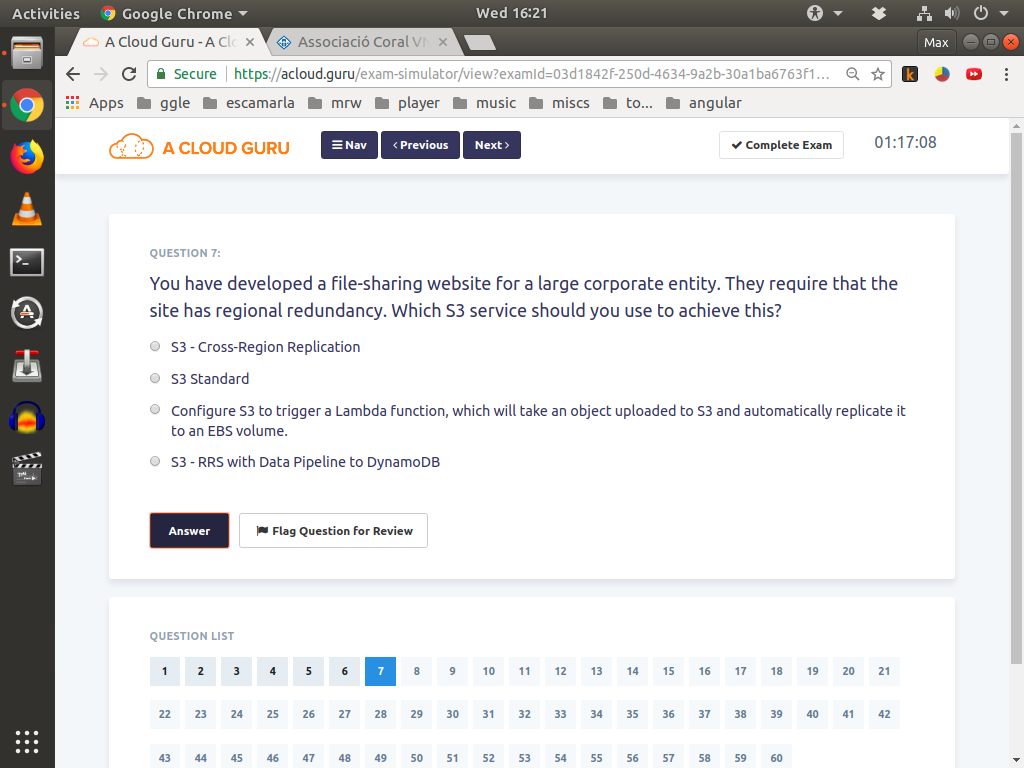 Activities
Google Chrome
Wed 16:21
A Cloud Guru - A Clo
Associació Coral VN
Max
Secure
https://acloud.guru/exam-simulator/view?examId=03d1842f-250d-4634-9a2b-30a1ba6763f1...
Apps ggle escamarla mrw player music miscs to... angular
A CLOUD GURU
Nav
Previous
Next
Complete Exam
01:17:08
QUESTION 7:
You have developed a file-sharing website for a large corporate entity. They require that the
site has regional redundancy. Which S3 service should you use to achieve this?
S3 - Cross-Region Replication
S3 Standard
Configure S3 to trigger a Lambda function, which will take an object uploaded to S3 and automatically replicate it
to an EBS volume.
S3 - RRS with Data Pipeline to DynamoDB
Answer
Flag Question for Review
QUESTION LIST
1 2 3 4 5 6 7 8 9 10 11 12 13 14 15 16 17 18 19 20 21
22 23 24 25 26 27 28 29 30 31 32 33 34 35 36 37 38 39 40 41 42
43 44 45 46 47 48 49 50 51 52 53 54 55 56 57 58 59 60